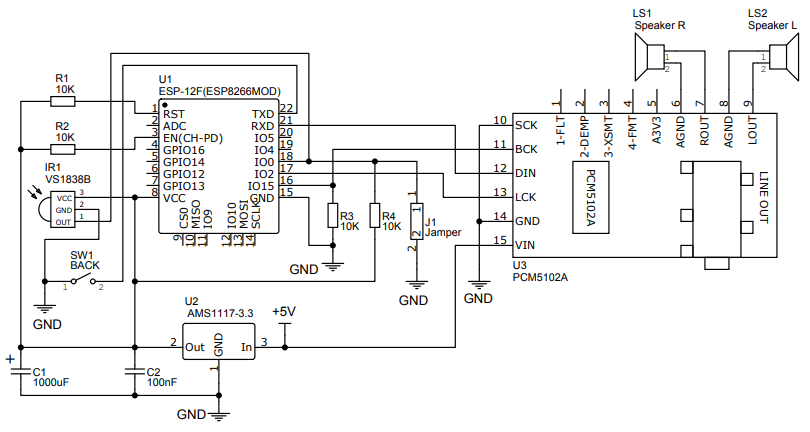 LS1
Speaker R
LS2
Speaker L
1
2
1
2
U1
ESP-12F(ESP8266MOD)
R1
10K
R2
10K
IR1
VS1838B
VCC 3
GND 2
OUT 1
SW1
BACK
1 2
GND
1 RST
2 ADC
3 EN(CH-PD)
4 GPIO16
5 GPIO14
6 GPIO12
7 GPIO13
8 VCC
TXD 22
RXD 21
IO5 20
IO4 19
IO0 18
IO2 17
IO15 16
GND 15
CS0 9
MISO 10
IO9 11
IO10 12
MOSI 13
SCLK 14
R3
10K
R4
10K
1
1
2
2
J1
Jamper
GND
GND
GND
1 1-FLT
2 2-DEMP
3 3-XSMT
4 4-FMT
5 A3V3
6 AGND
7 ROUT
8 AGND
9 LOUT
10 SCK
11 BCK
12 DIN
13 LCK
14 GND
15 VIN
PCM5102A
LINE OUT
U3
PCM5102A
U2
AMS1117-3.3
2 Out
GND
1
In 3
+5V
+
C1
1000uF
C2
100nF
GND